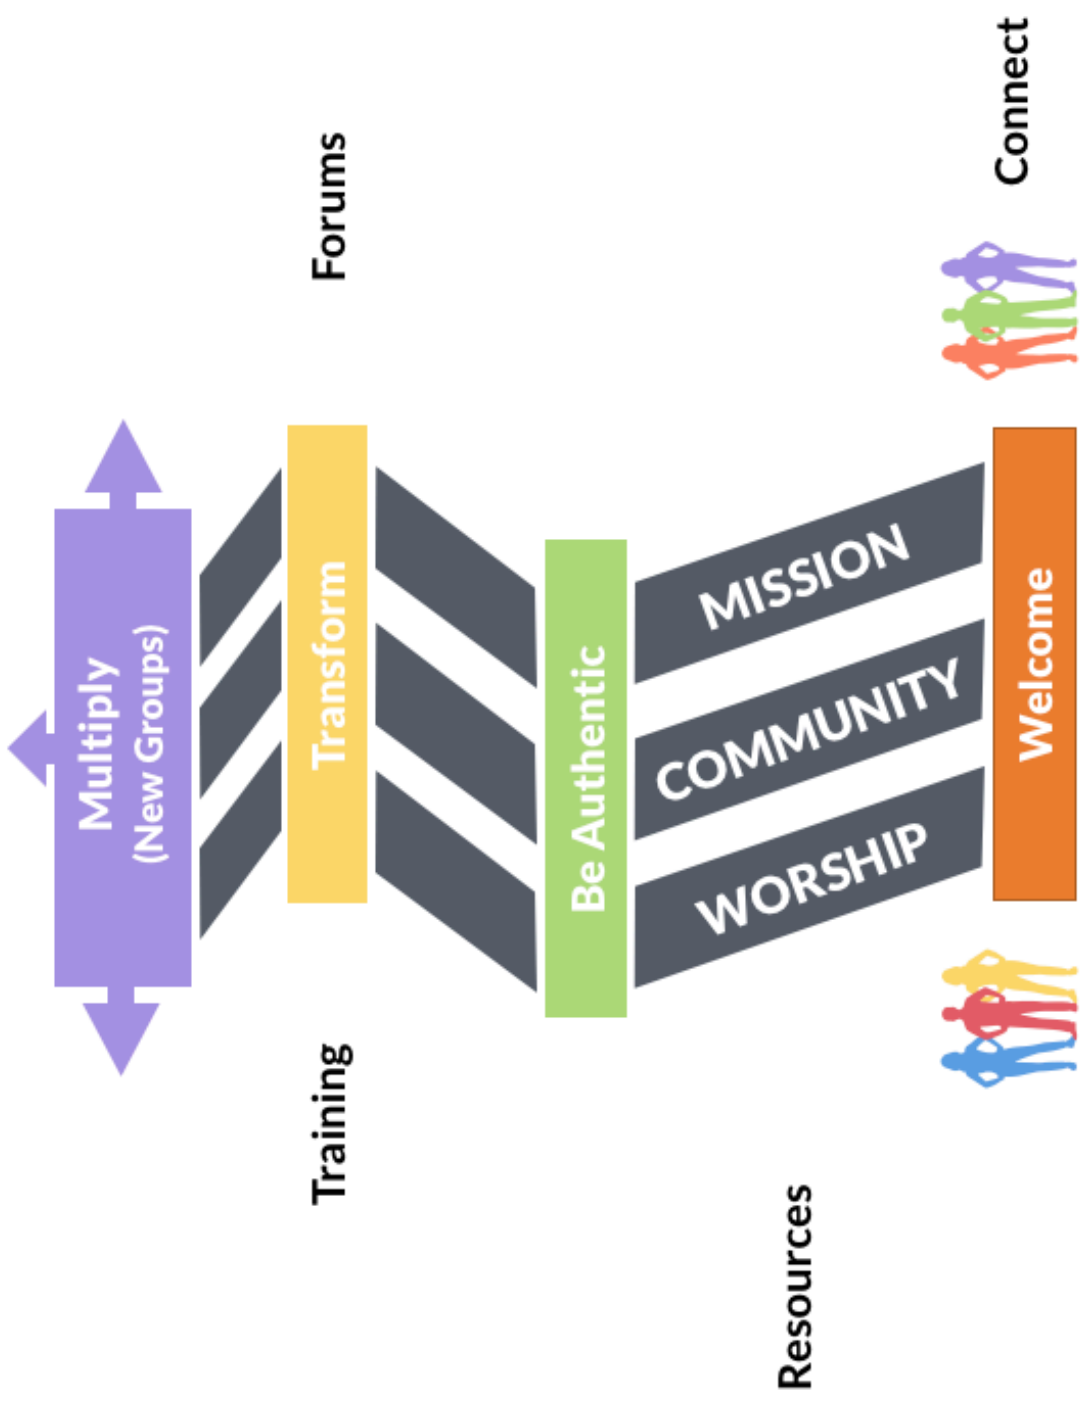 Multiply
(New Groups)
Training
Transform
Forums
Be Authentic
WORSHIP
COMMUNITY
MISSION
Resources
Welcome
Connect